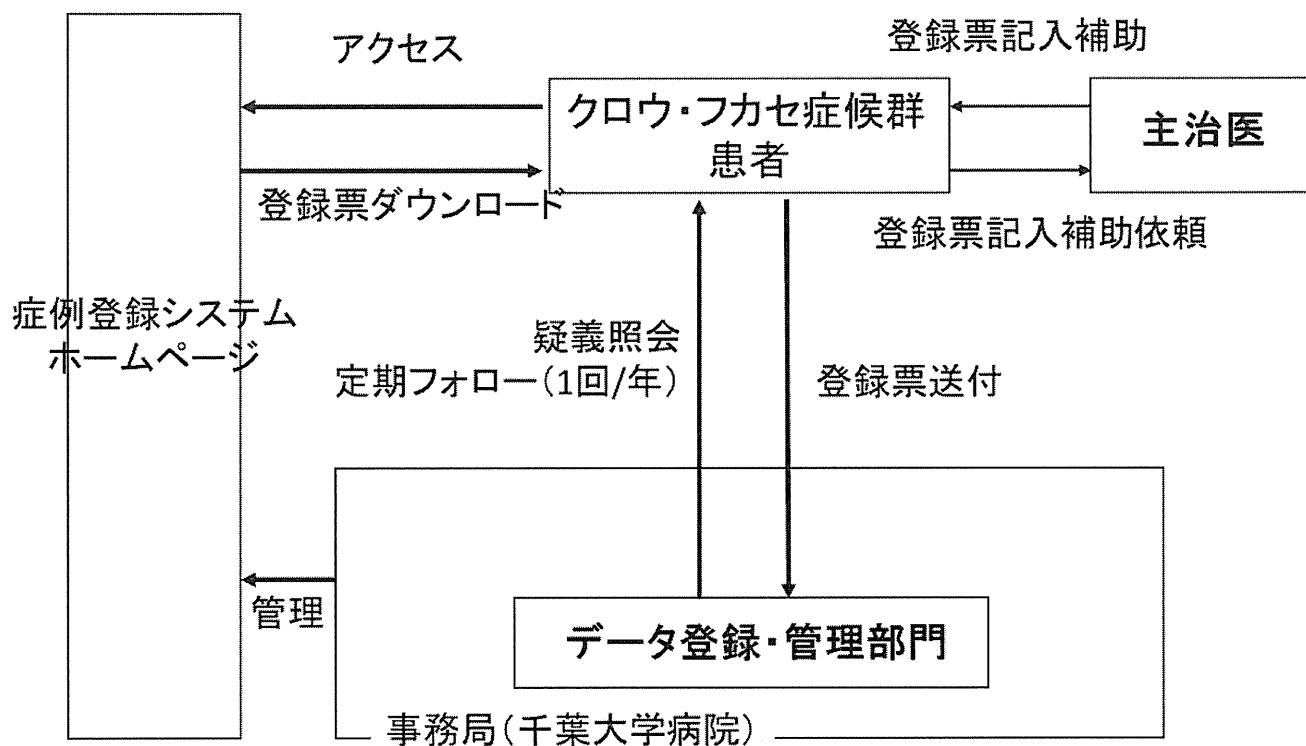 アクセス
登録票記入補助
クロウ・フカセ症候群
患者
主治医
登録票ダウンロード
登録票記入補助依頼
症例登録システム
ホームページ
疑義照会
定期フォロー(1回/年)
登録票送付
管理
データ登録・管理部門
事務局(千葉大学病院)